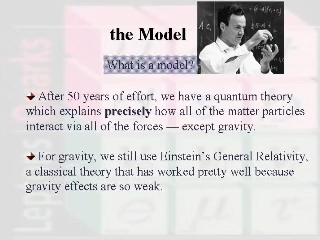 the Model
What is a model?
After 50 years of effort, we have a quantum theory
which explains precisely how all of the matter particles
interact via all of the forces — except gravity.
For gravity, we still use Einstein's General Relativity,
a classical theory that has worked pretty well because
gravity effects are so weak.